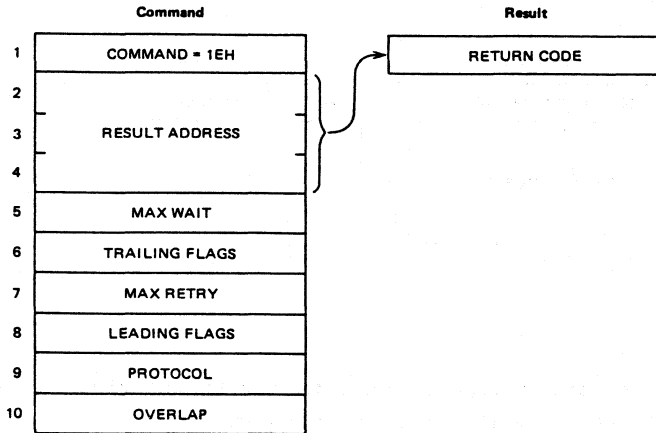 Command
Result
1 COMMAND = 1EH
RETURN CODE
2
3 RESULT ADDRESS
4
5 MAX WAIT
6 TRAILING FLAGS
7 MAX RETRY
8 LEADING FLAGS
9 PROTOCOL
10 OVERLAP